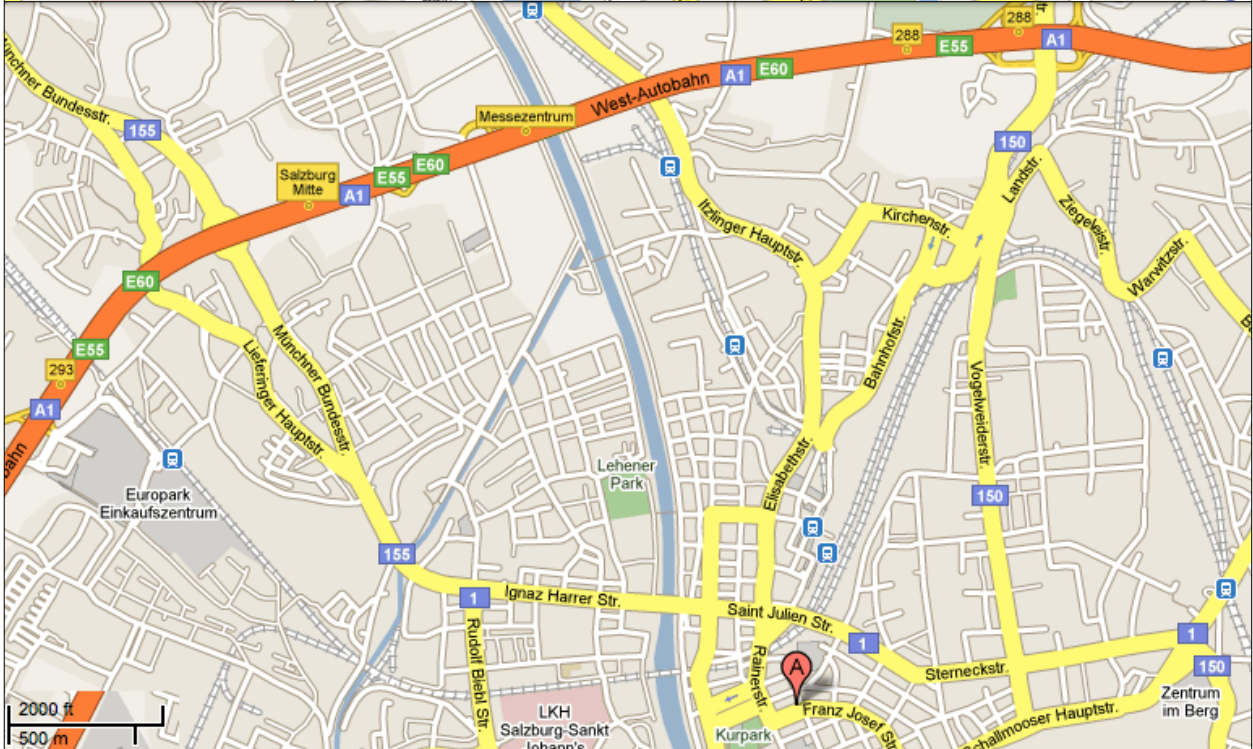 288
288
E55
A1
A1
E60
West-Autobahn
Münchner Bundesstr.
155
Messezentrum
E60
E55
A1
Salzburg
Mitte
150
Landstr.
Ziegeleistr.
Kirchenstr.
Itzlinger Hauptstr.
Warwitzstr.
E60
E55
293
A1
Lieferinger Hauptstr.
Münchner Bundesstr.
Bahnhofstr.
Vogelweiderstr.
Elisabethstr.
Lehener
Park
150
Europark
Einkaufszentrum
155
1
Ignaz Harrer Str.
Saint Julien Str.
1
1
150
Sterneckstr.
Rudolf Biebl Str.
Rainerstr.
A
Franz Josef Str.
Schallmooser Hauptstr.
Zentrum
im Berg
LKH
Salzburg-Sankt
Johann's
Kurpark
2000 ft
500 m